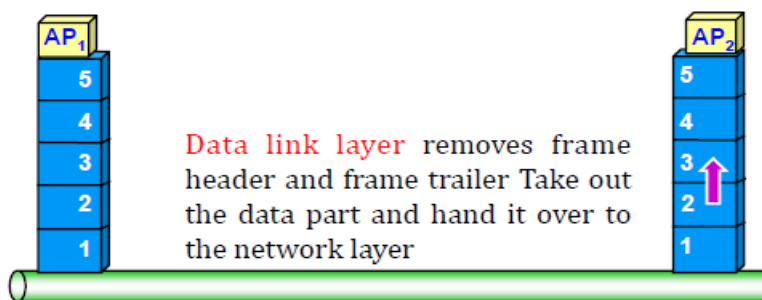 AP1
5
4
3
2
1
Data link layer removes frame
header and frame trailer Take out
the data part and hand it over to
the network layer
AP2
5
4
3
2
1